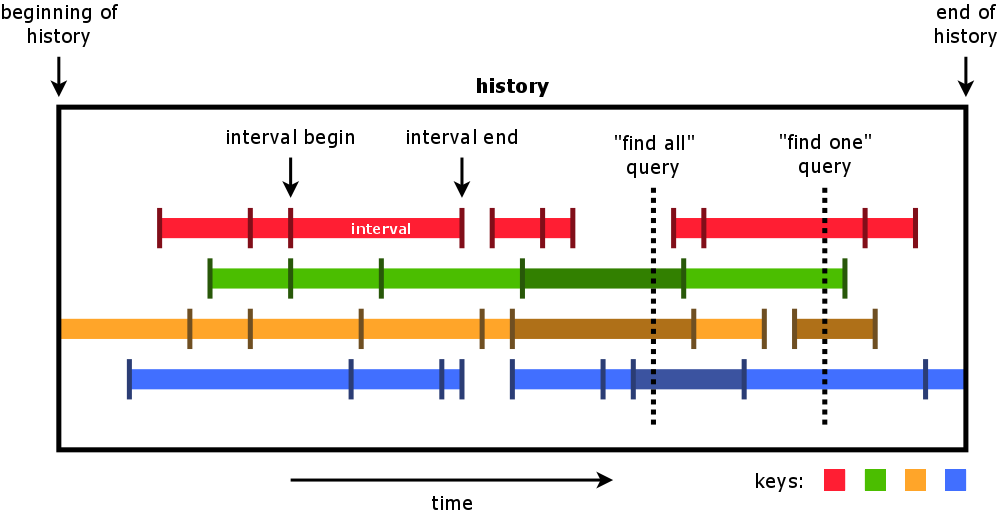 beginning of
history
end of
history
history
interval begin
interval end
"find all"
query
"find one"
query
interval
time
keys: